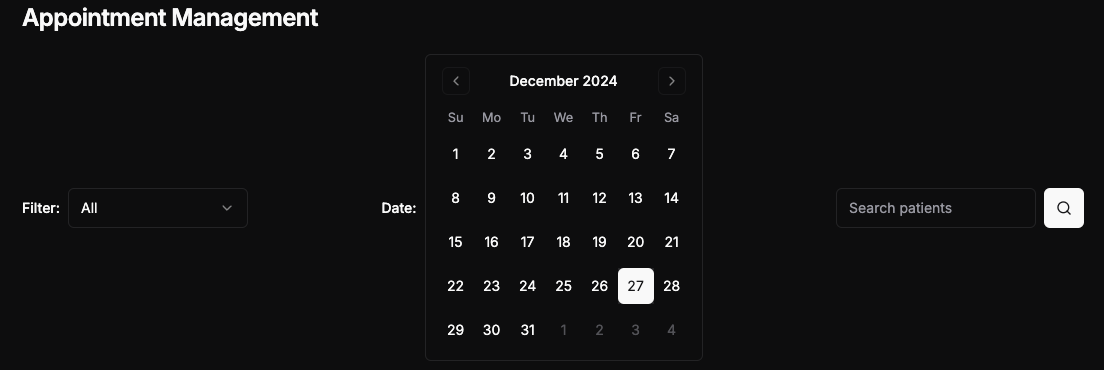 Appointment Management
December 2024
Su Mo Tu We Th Fr Sa
1 2 3 4 5 6 7
8 9 10 11 12 13 14
Filter: All Date: Search patients
15 16 17 18 19 20 21
22 23 24 25 26 27 28
29 30 31 1 2 3 4